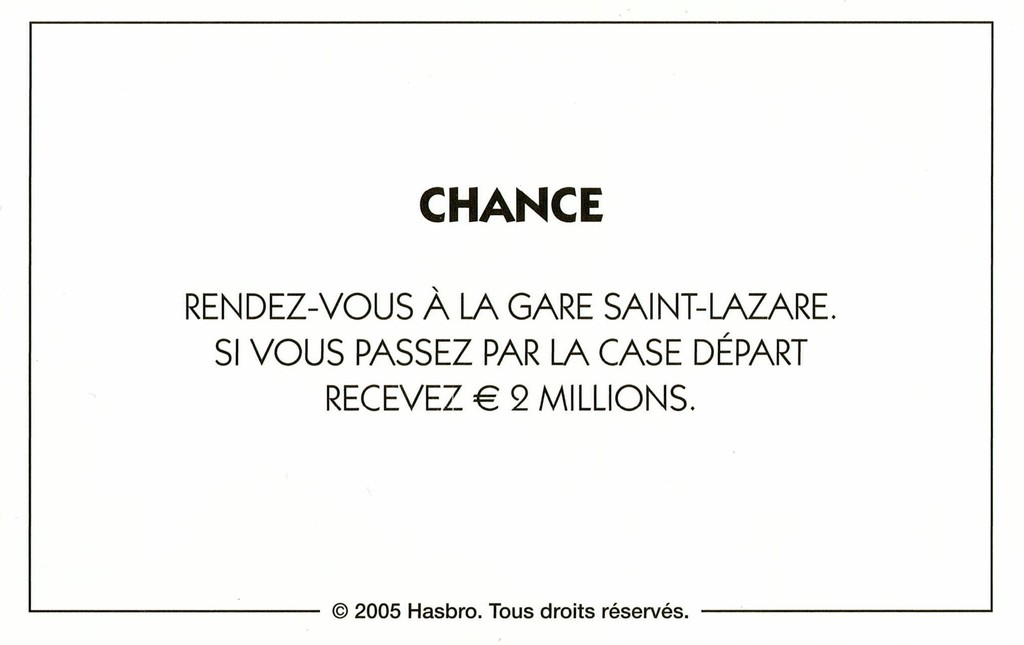 CHANCE
RENDEZ-VOUS À LA GARE SAINT-LAZARE.
SI VOUS PASSEZ PAR LA CASE DÉPART
RECEVEZ € 2 MILLIONS.
© 2005 Hasbro. Tous droits réservés.